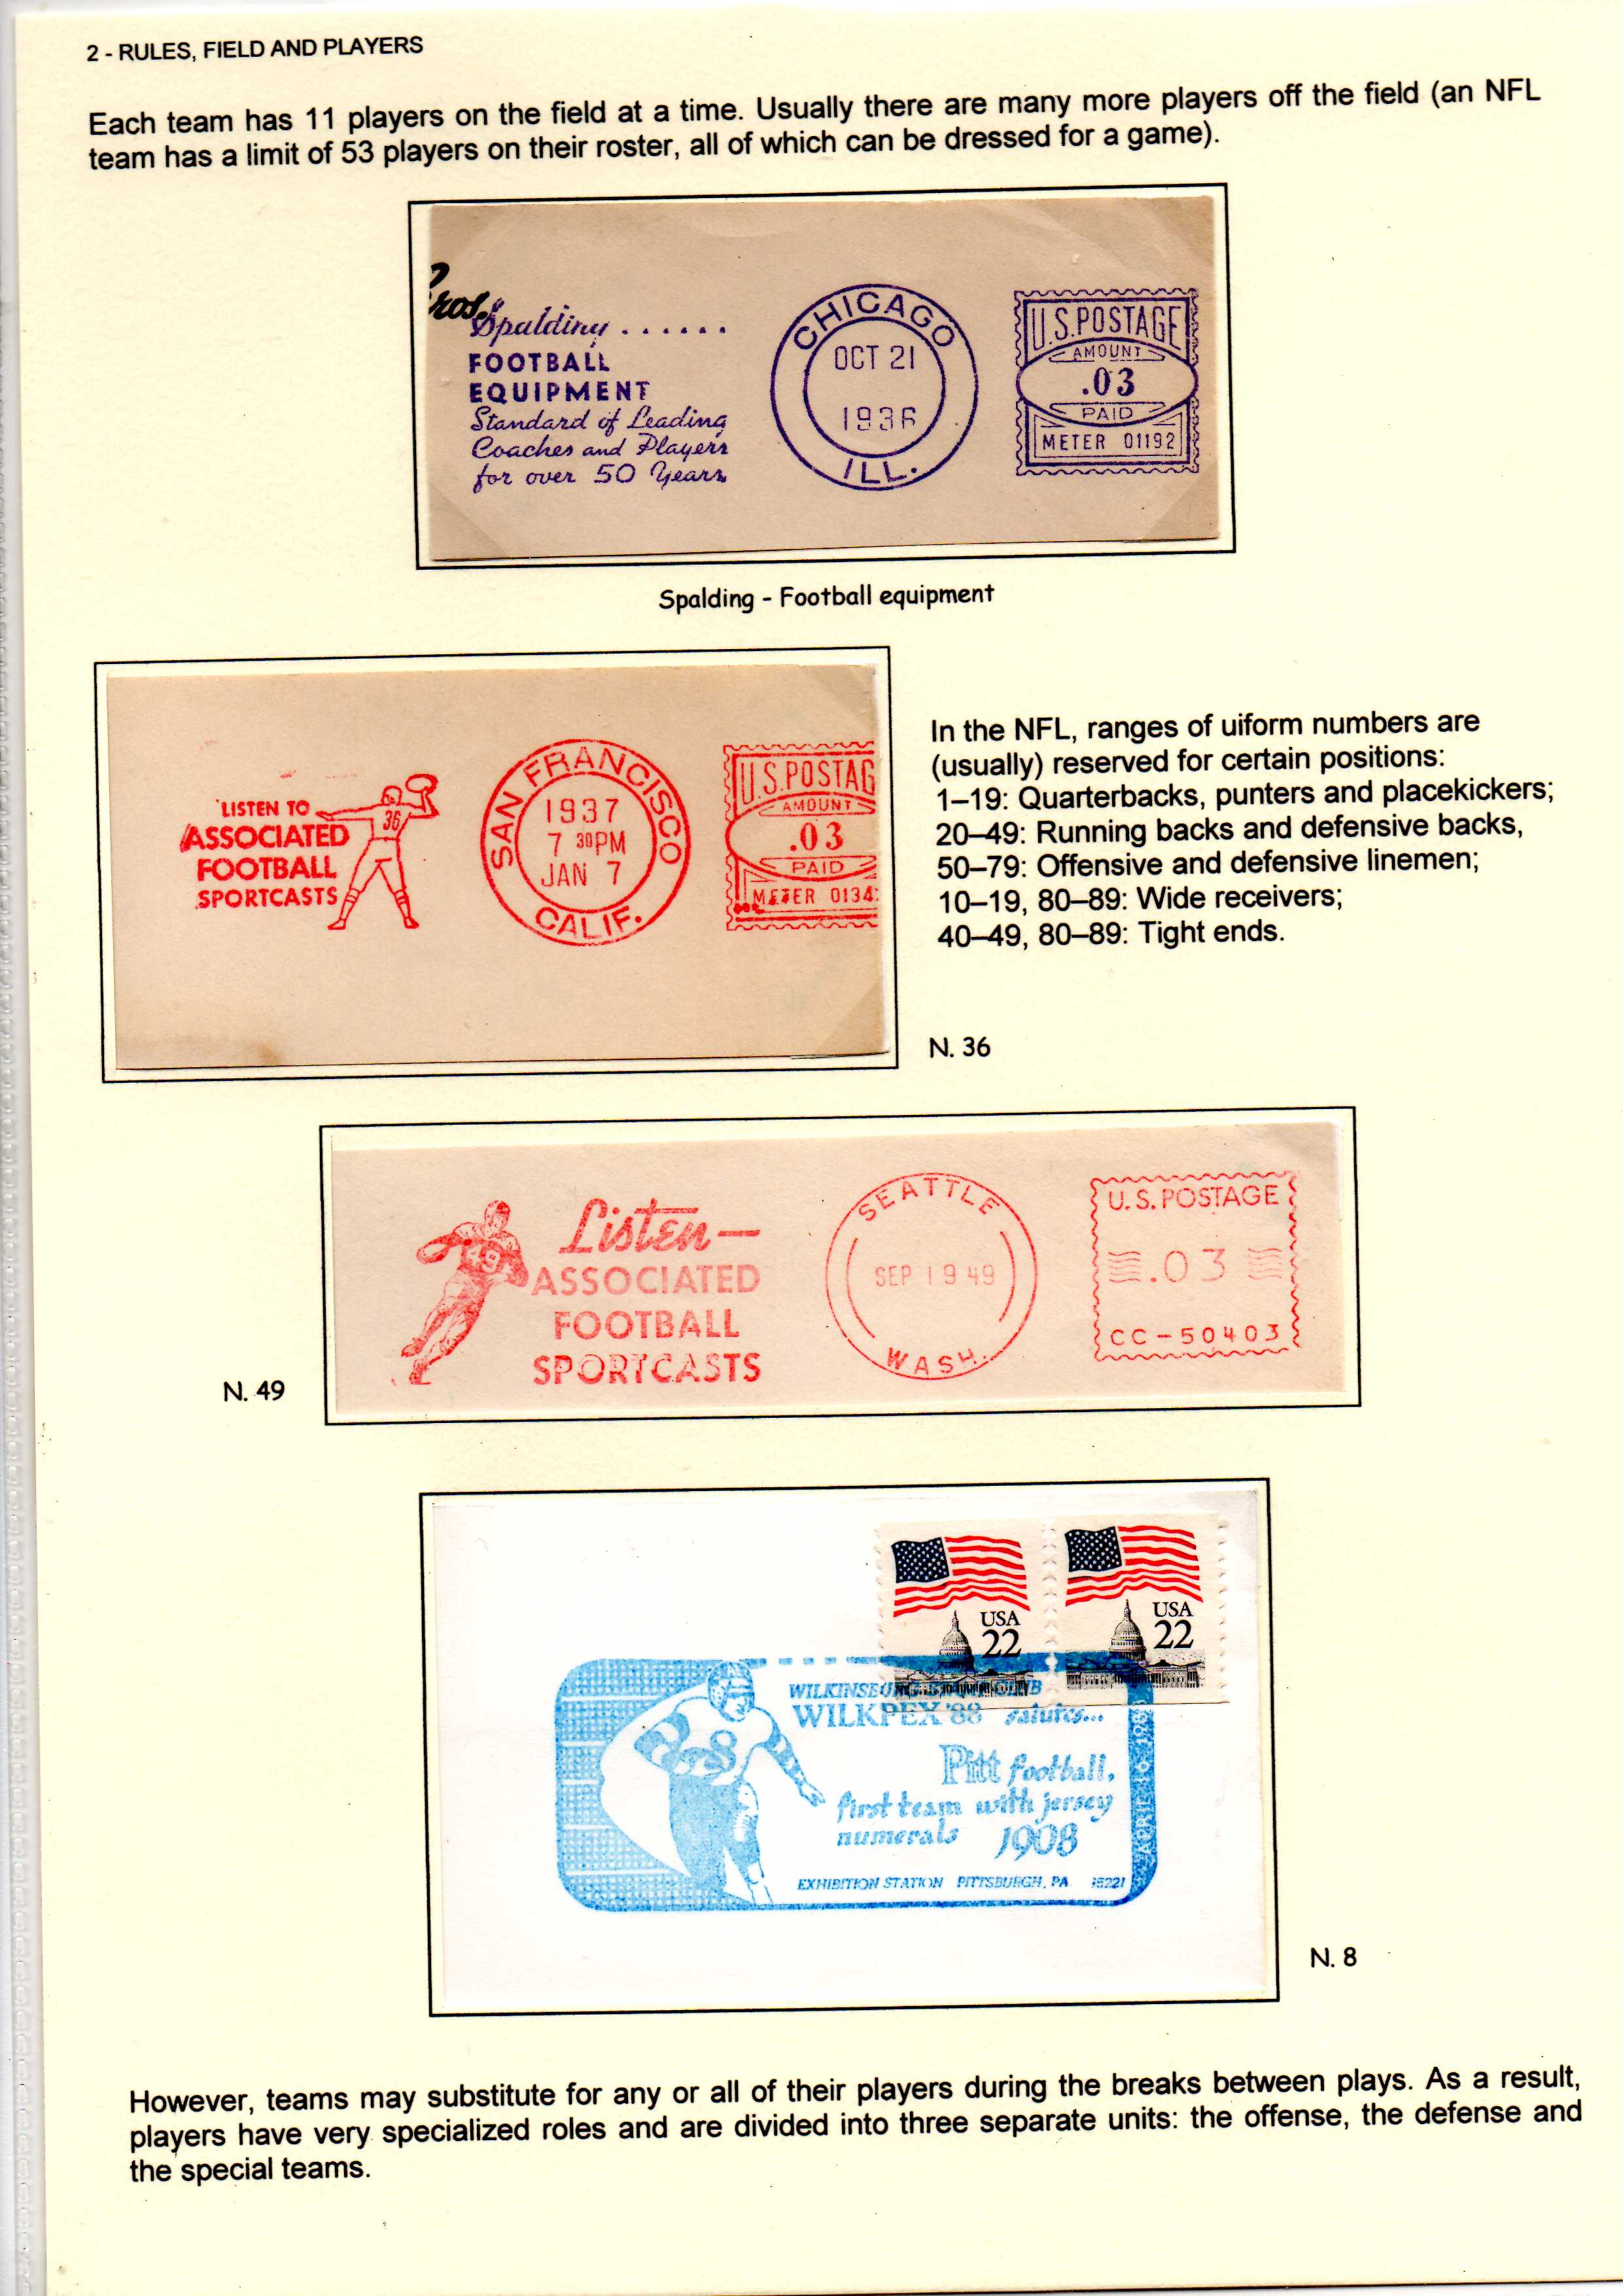 2 - RULES, FIELD AND PLAYERS
Each team has 11 players on the field at a time. Usually there are many more players off the field (an NFL
team has a limit of 53 players on their roster, all of which can be dressed for a game).
Spalding ......
FOOTBALL
EQUIPMENT
Standard of Leading
Coaches and Players
for over 50 Years
CHICAGO
OCT 21
1936
ILL.
U.S.POSTAGE
AMOUNT
.03
PAID
METER 01192
Spalding - Football equipment
LISTEN TO
ASSOCIATED
FOOTBALL
SPORTCASTS
36
SAN FRANCISCO
1937
7 30PM
JAN 7
CALIF.
U.S.POSTAG
AMOUNT
.03
PAID
METER 0134
In the NFL, ranges of uiform numbers are
(usually) reserved for certain positions:
1–19: Quarterbacks, punters and placekickers;
20–49: Running backs and defensive backs,
50–79: Offensive and defensive linemen;
10–19, 80–89: Wide receivers;
40–49, 80–89: Tight ends.
N. 36
49
Listen—
ASSOCIATED
FOOTBALL
SPORTCASTS
SEATTLE
SEP 19 49
WASH.
U.S.POSTAGE
.03
CC-50403
N. 49
USA
22
USA
22
WILKPEX '88 salutes...
Pitt football,
first team with jersey
numerals 1908
EXHIBITION STATION PITTSBURGH, PA 15221
8
N. 8
However, teams may substitute for any or all of their players during the breaks between plays. As a result,
players have very specialized roles and are divided into three separate units: the offense, the defense and
the special teams.